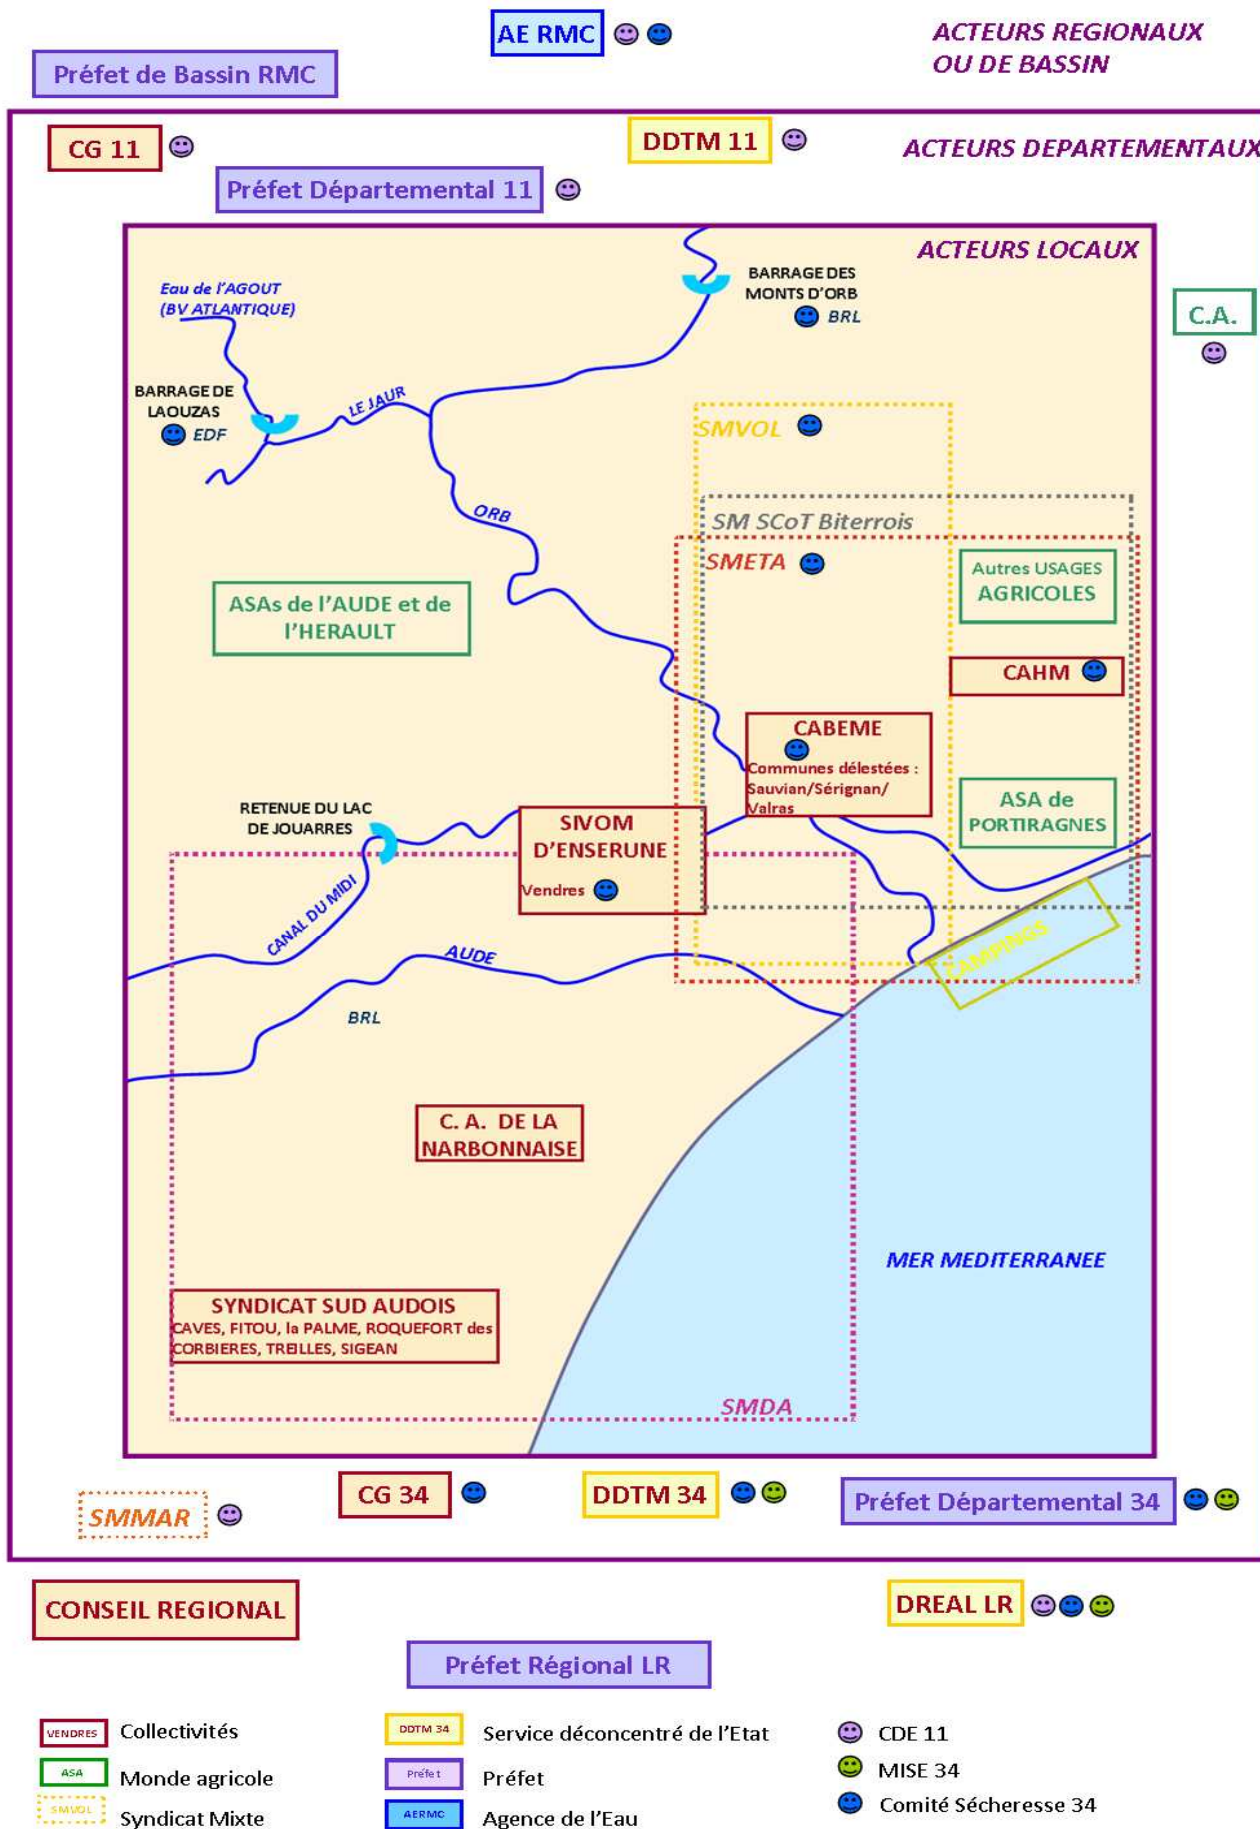 AE RMC
ACTEURS REGIONAUX
OU DE BASSIN
Préfet de Bassin RMC
CG 11
DDTM 11
ACTEURS DEPARTEMENTAUX
Préfet Départemental 11
ACTEURS LOCAUX
Eau de l'AGOUT
(BV ATLANTIQUE)
BARRAGE DES
MONTS D'ORB
BRL
C.A.
BARRAGE DE
LAOUZAS
EDF
LE JAUR
SMVOL
ORB
SM SCoT Biterrois
SMETA
Autres USAGES
AGRICOLES
ASAs de l'AUDE et de
l'HERAULT
CAHM
CABEME
Communes délestées :
Sauvian/Sérignan/
Valras
RETENUE DU LAC
DE JOUARRES
SIVOM
D'ENSERUNE
Vendres
ASA de
PORTIRAGNES
CANAL DU MIDI
AUDE
CAMPINGS
BRL
C. A. DE LA
NARBONNAISE
MER MEDITERRANEE
SYNDICAT SUD AUDOIS
CAVES, FITOU, la PALME, ROQUEFORT des
CORBIERES, TREILLES, SIGEAN
SMDA
SMMAR
CG 34
DDTM 34
Préfet Départemental 34
CONSEIL REGIONAL
DREAL LR
Préfet Régional LR
VENDRES Collectivités
ASA Monde agricole
SMVOL Syndicat Mixte
DDTM 34 Service déconcentré de l'Etat
Préfet Préfet
AERMC Agence de l'Eau
CDE 11
MISE 34
Comité Sécheresse 34